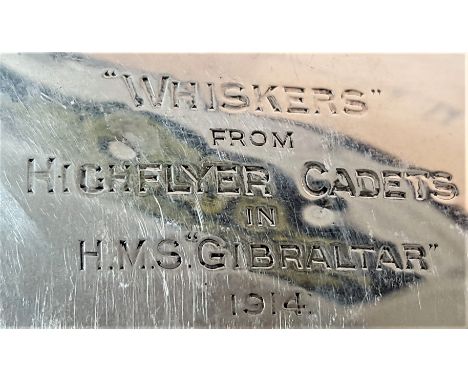 "WHISKERS"
FROM
HIGHFLYER CADETS
IN
H.M.S. "GIBRALTAR"
1914.